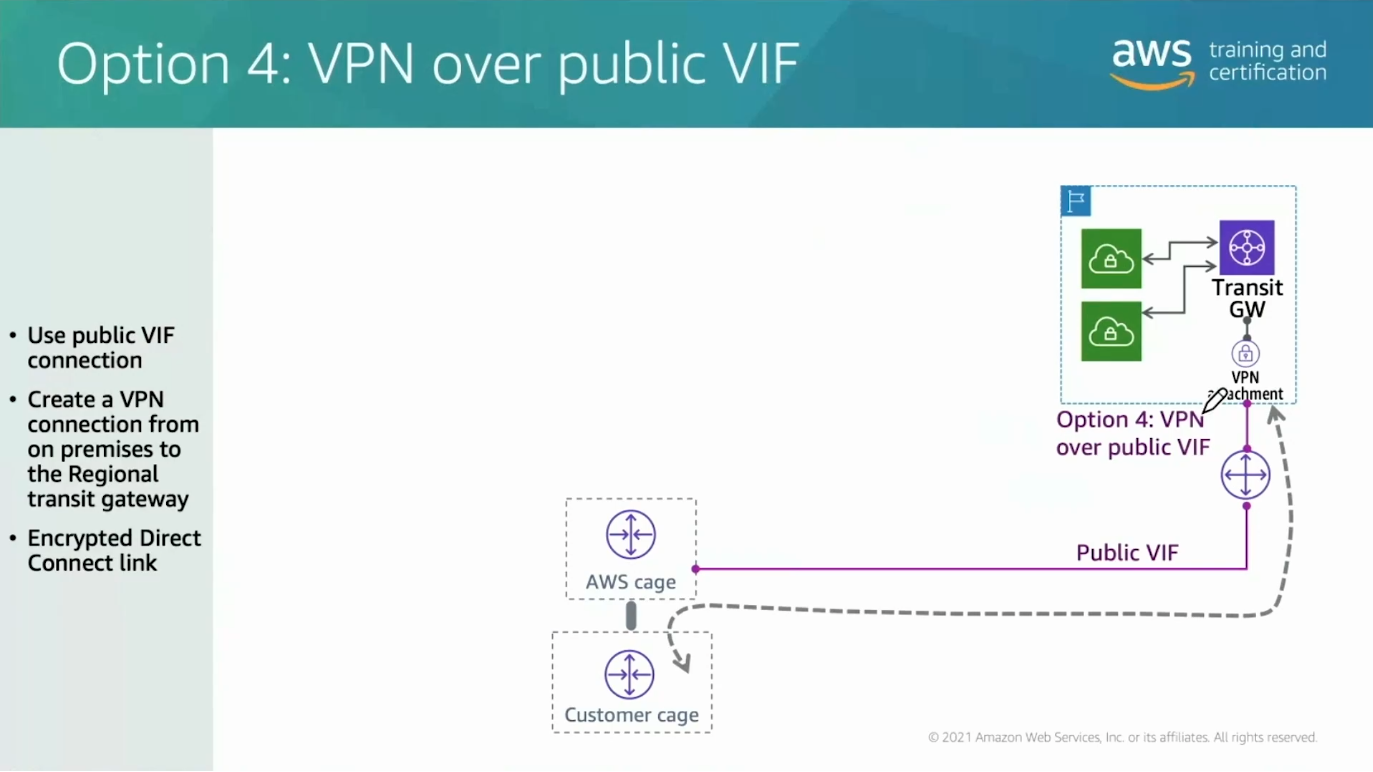 Option 4: VPN over public VIF
aws training and
certification
• Use public VIF
connection
• Create a VPN
connection from
on premises to
the Regional
transit gateway
• Encrypted Direct
Connect link
Transit
GW
VPN
Option 4: VPN
over public VIF
Public VIF
AWS cage
Customer cage
© 2021 Amazon Web Services, Inc. or its affiliates. All rights reserved.